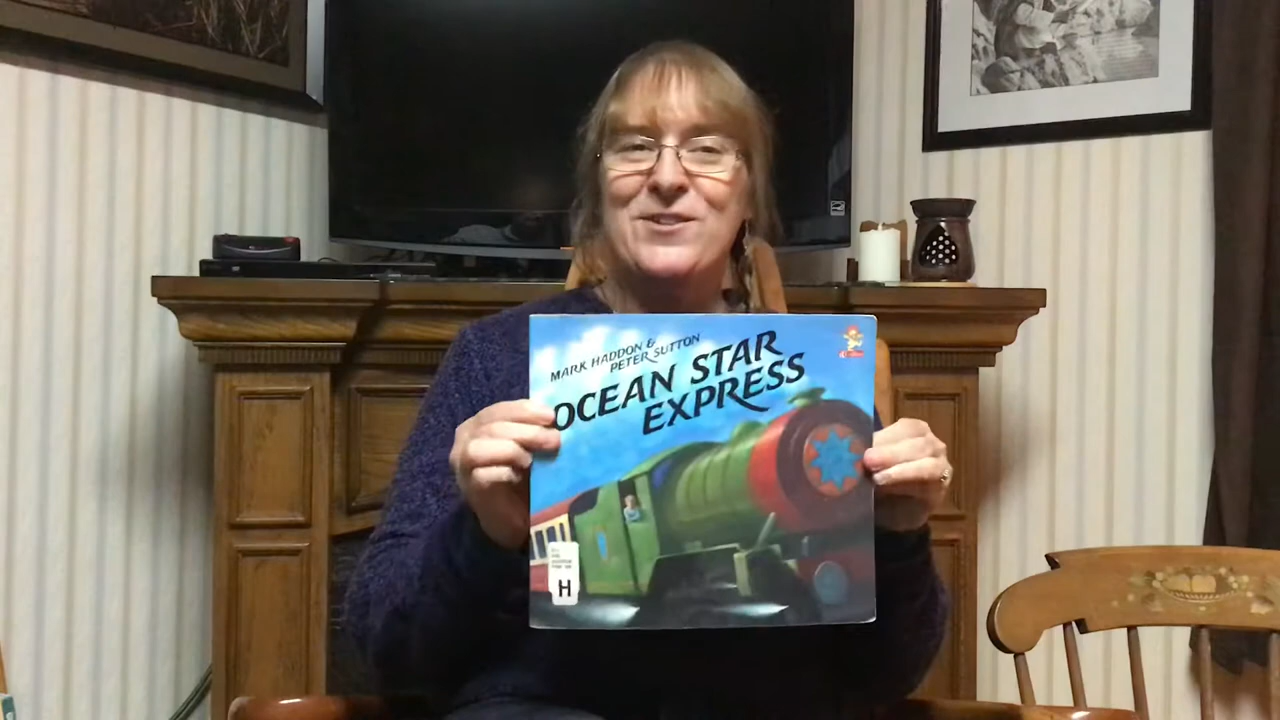 MARK HADDON &
PETER SUTTON
OCEAN STAR
EXPRESS
H